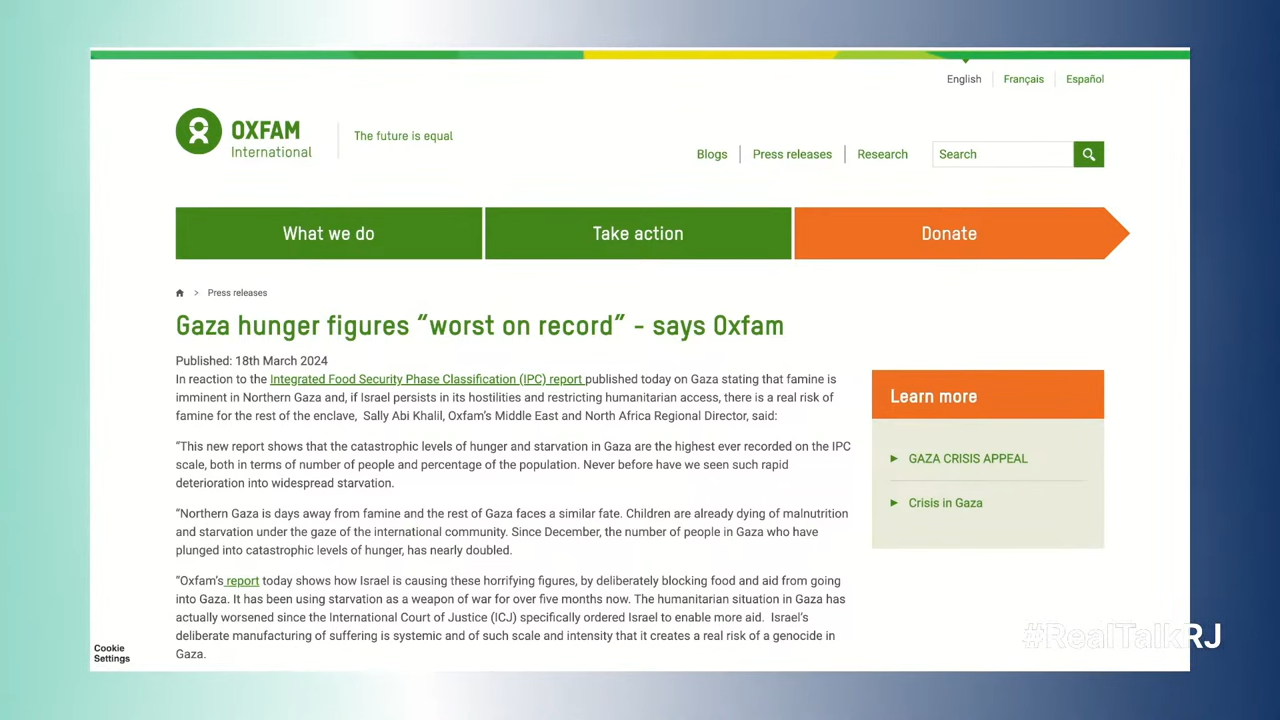 English
Français
Español
OXFAM
International
The future is equal
Blogs
Press releases
Research
Search
What we do
Take action
Donate
> Press releases
Gaza hunger figures “worst on record” - says Oxfam
Published: 18th March 2024
In reaction to the Integrated Food Security Phase Classification (IPC) report published today on Gaza stating that famine is
imminent in Northern Gaza and, if Israel persists in its hostilities and restricting humanitarian access, there is a real risk of
famine for the rest of the enclave, Sally Abi Khalil, Oxfam's Middle East and North Africa Regional Director, said:
“This new report shows that the catastrophic levels of hunger and starvation in Gaza are the highest ever recorded on the IPC
scale, both in terms of number of people and percentage of the population. Never before have we seen such rapid
deterioration into widespread starvation.
“Northern Gaza is days away from famine and the rest of Gaza faces a similar fate. Children are already dying of malnutrition
and starvation under the gaze of the international community. Since December, the number of people in Gaza who have
plunged into catastrophic levels of hunger, has nearly doubled.
“Oxfam's report today shows how Israel is causing these horrifying figures, by deliberately blocking food and aid from going
into Gaza. It has been using starvation as a weapon of war for over five months now. The humanitarian situation in Gaza has
actually worsened since the International Court of Justice (ICJ) specifically ordered Israel to enable more aid. Israel's
deliberate manufacturing of suffering is systemic and of such scale and intensity that it creates a real risk of a genocide in
Gaza.
Learn more
GAZA CRISIS APPEAL
Crisis in Gaza
Cookie
Settings
#RealTalkRJ